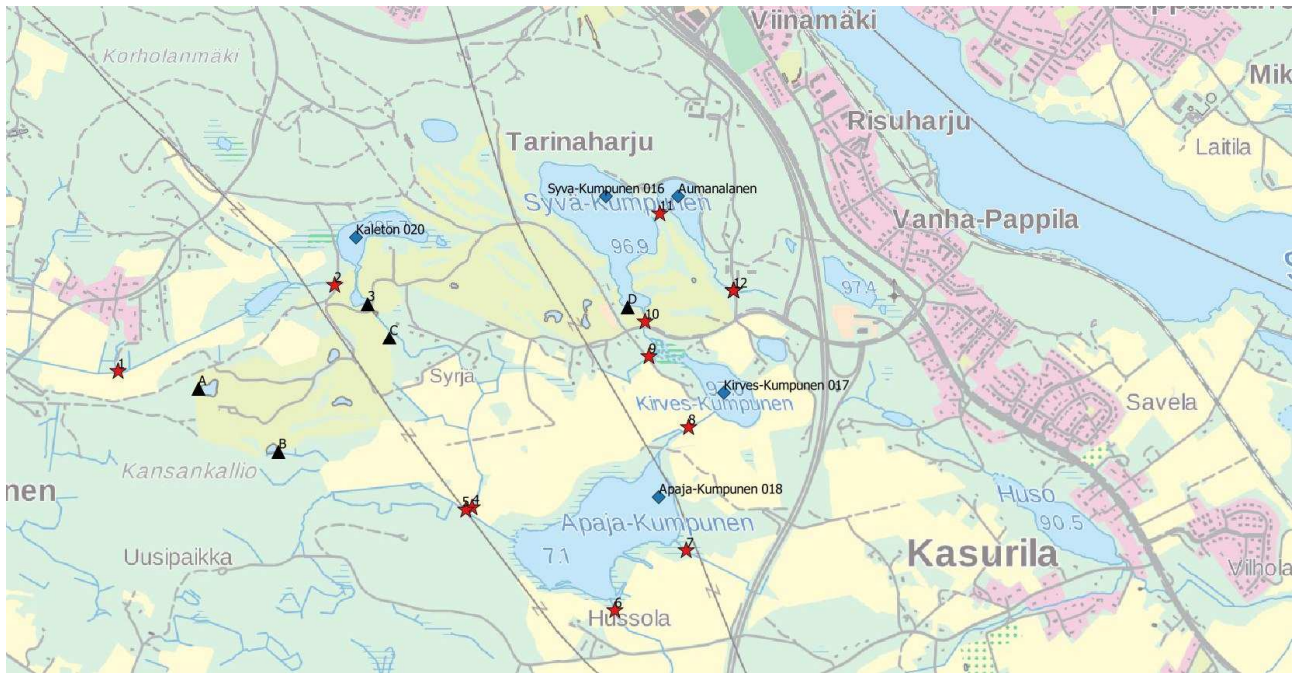 Viinamäki
Korholanmäki
Mik
Risuharju
Tarinaharju
Laitila
Syva-Kumpunen 016
Aumanalanen
Syvä-Kumpunen
11
Vanha-Pappila
Kaleton 020
96.9
2
12
97.4
3
D
10
C
9
1
Syrjä
A
Kirves-Kumpunen 017
Kirves-Kumpunen
Savela
8
B
Kansankallio
nen
Apaja-Kumpunen 018
Huso
5
4
90.5
Apaja-Kumpunen
7
7.1
Kasurila
Uusipaikka
Vilhola
6
Hussola